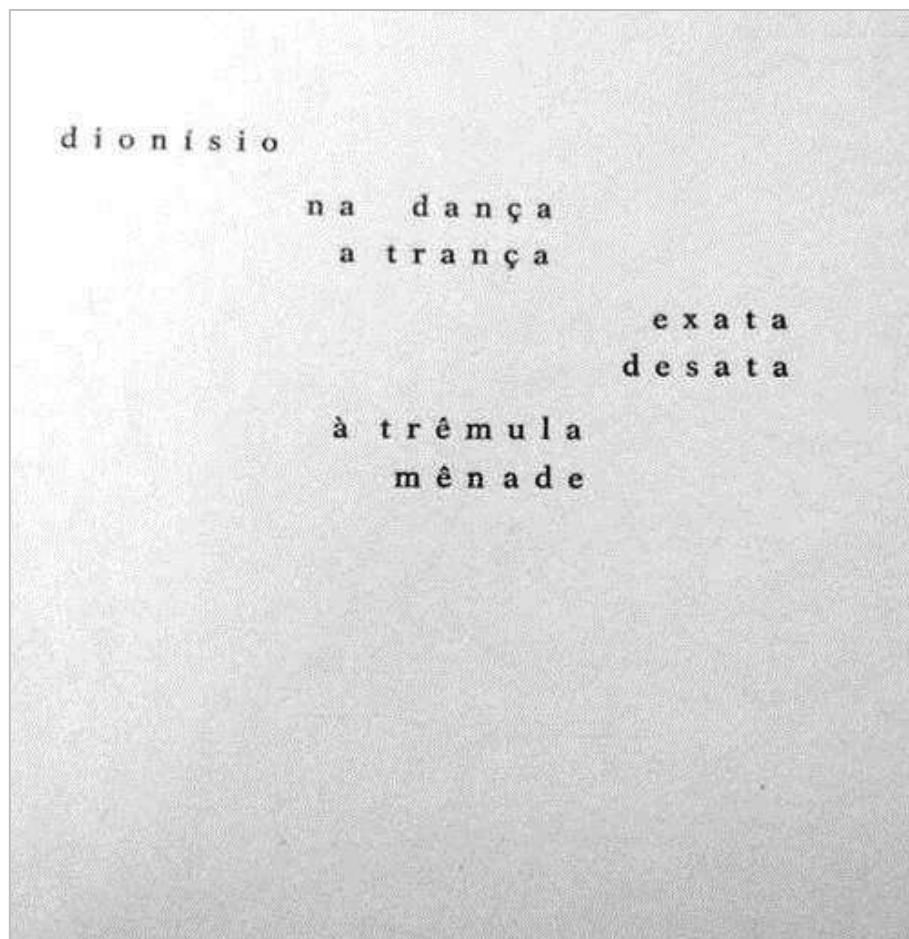 dionísio
na dança
a trança
exata
desata
à trêmula
mênade